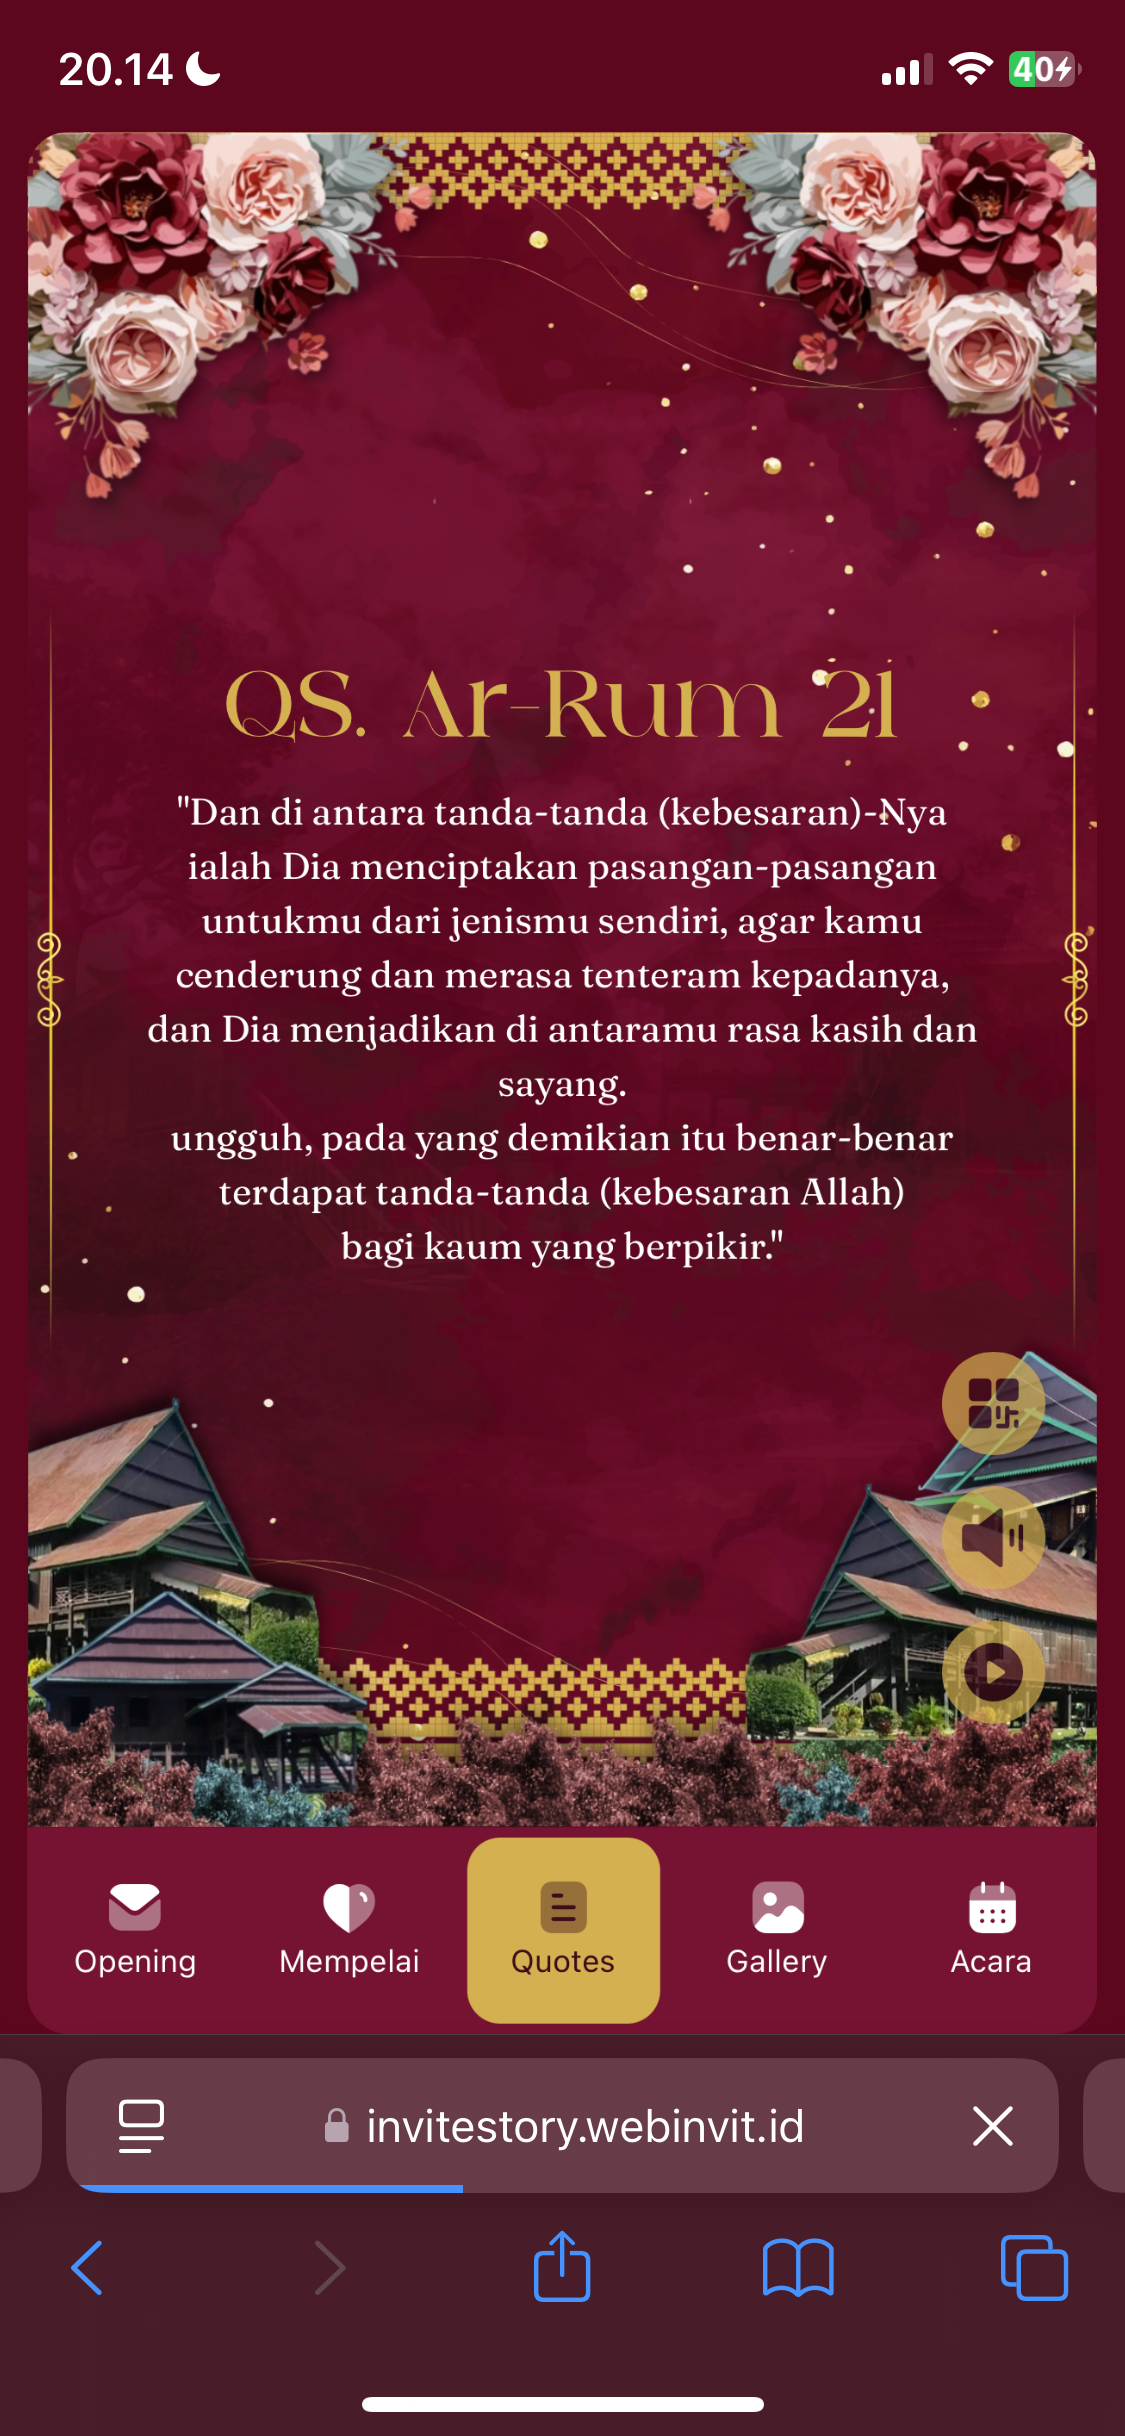 20.14
40
QS. Ar-Rum 21
"Dan di antara tanda-tanda (kebesaran)-Nya
ialah Dia menciptakan pasangan-pasangan
untukmu dari jenismu sendiri, agar kamu
cenderung dan merasa tenteram kepadanya,
dan Dia menjadikan di antaramu rasa kasih dan
sayang.
ungguh, pada yang demikian itu benar-benar
terdapat tanda-tanda (kebesaran Allah)
bagi kaum yang berpikir."
Opening
Mempelai
Quotes
Gallery
Acara
invitestory.webinvit.id